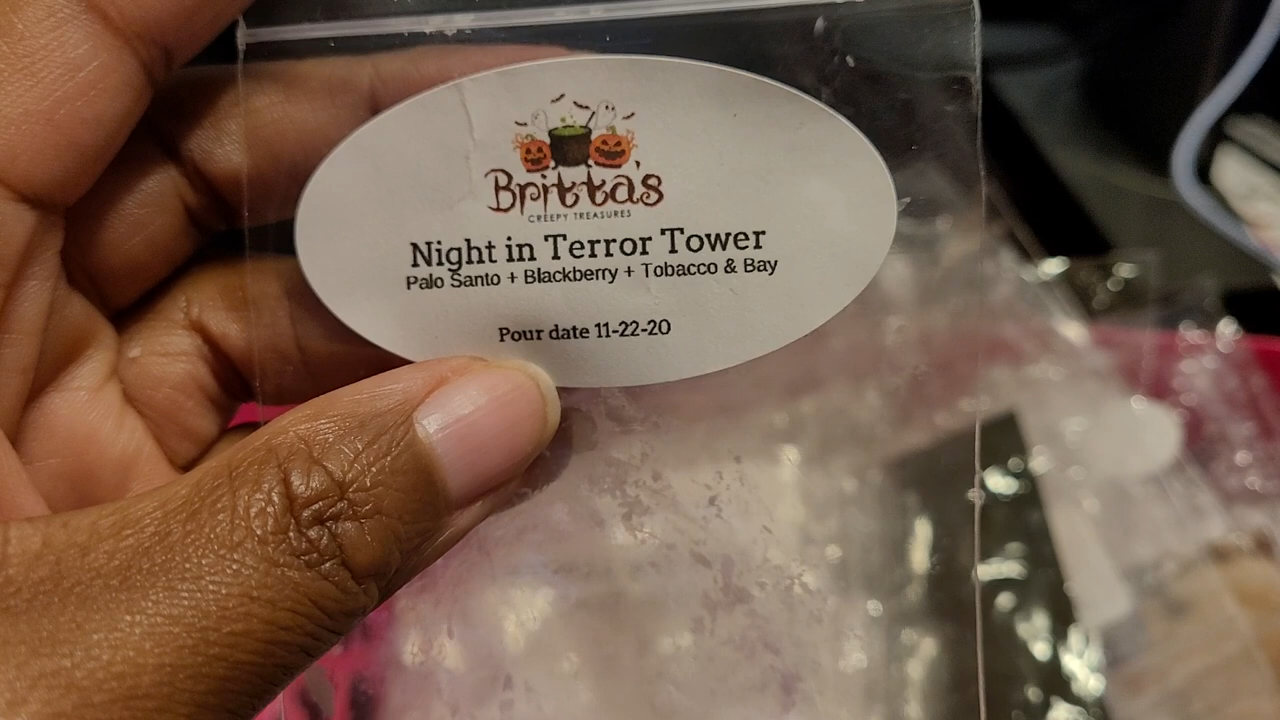 Britta's
CREEPY TREASURES
Night in Terror Tower
Palo Santo + Blackberry + Tobacco & Bay
Pour date 11-22-20